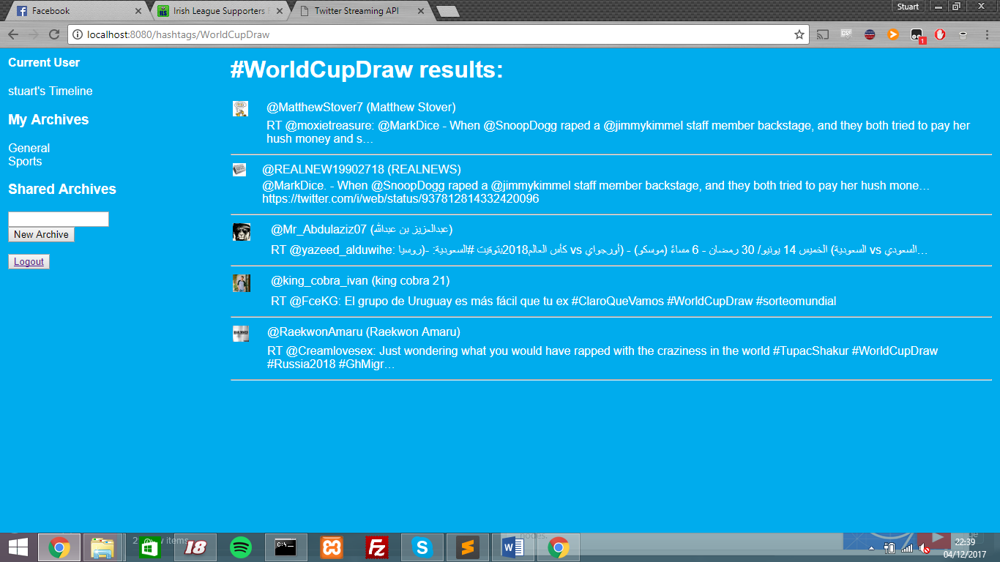 Facebook
Irish League Supporters
Twitter Streaming API
Stuart
localhost:8080/hashtags/WorldCupDraw
CSF
1
Current User
stuart's Timeline
My Archives
General
Sports
Shared Archives
New Archive
Logout
#WorldCupDraw results:
@MatthewStover7 (Matthew Stover)
RT @moxietreasure: @MarkDice - When @SnoopDogg raped a @jimmykimmel staff member backstage, and they both tried to pay her
hush money and s…
@REALNEW19902718 (REALNEWS)
@MarkDice. - When @SnoopDogg raped a @jimmykimmel staff member backstage, and they both tried to pay her hush mone…
https://twitter.com/i/web/status/937812814332420096
@Mr_Abdulaziz07 (عبدالعزيز بن عبدالله)
RT @yazeed_alduwihe: كأس العالم2018بتوقيت #السعودية: -(روسيا vs السعودية) الخميس 14 يونيو/ 30 رمضان - 6 مساءً (موسكو) - (أورجواي vs السعودي…
@king_cobra_ivan (king cobra 21)
RT @FceKG: El grupo de Uruguay es más fácil que tu ex #ClaroQueVamos #WorldCupDraw #sorteomundial
@RaekwonAmaru (Raekwon Amaru)
RT @Creamlovesex: Just wondering what you would have rapped with the craziness in the world #TupacShakur #WorldCupDraw
#Russia2018 #GhMigr…
items
18
nodes.
22:39
04/12/2017